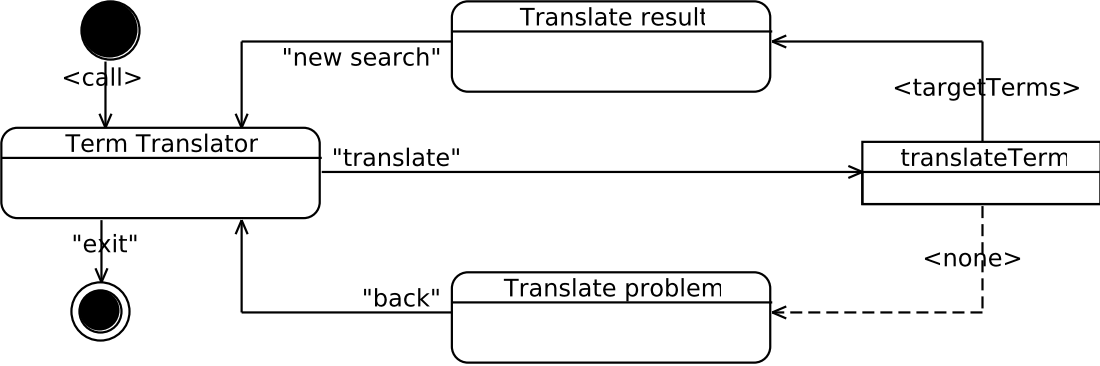 Translate result
"new search"
<call>
<targetTerms>
Term Translator
"translate"
translateTerm
"exit"
<none>
Translate problem
"back"